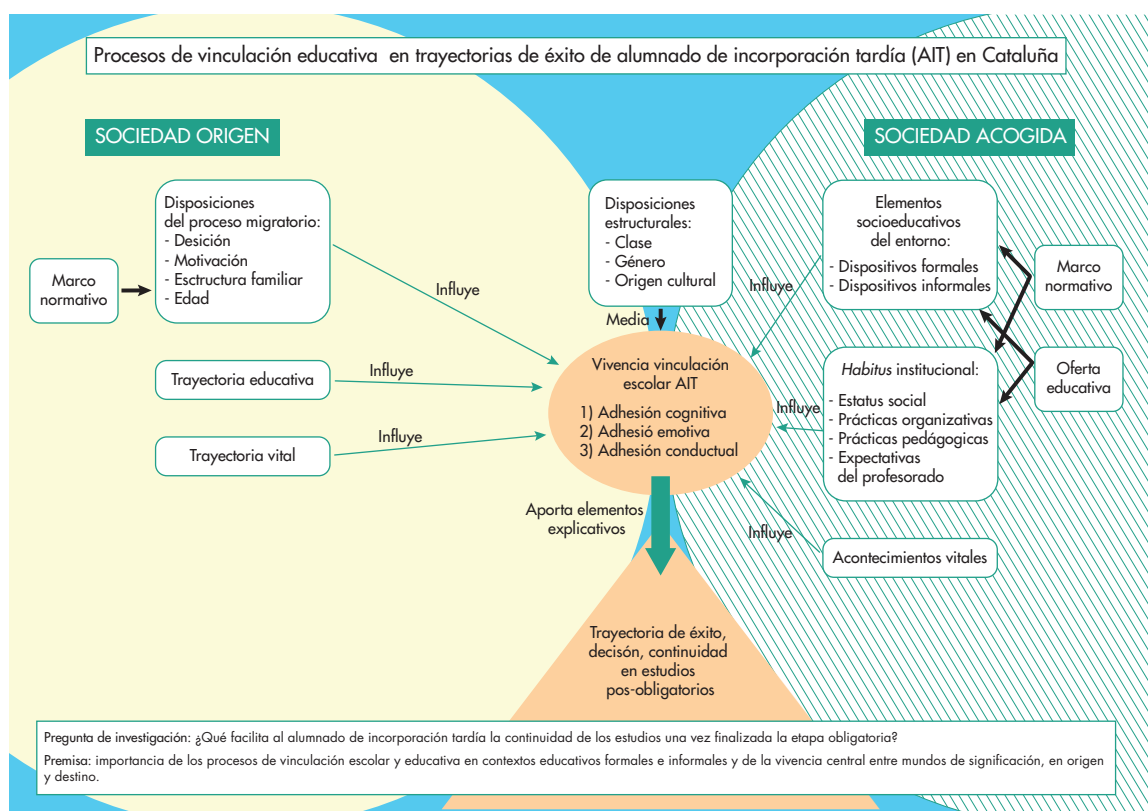 Procesos de vinculación educativa en trayectorias de éxito de alumnado de incorporación tardía (AIT) en Cataluña
SOCIEDAD ORIGEN
Disposiciones
del proceso migratorio:
- Desición
- Motivación
- Esctructura familiar
- Edad
Marco
normativo
Influye
Trayectoria educativa
Influye
Trayectoria vital
Influye
Disposiciones
estructurales:
- Clase
- Género
- Origen cultural
Media
Vivencia vinculación
escolar AIT
1) Adhesión cognitiva
2) Adhesió emotiva
3) Adhesión conductual
Aporta elementos
explicativos
Trayectoria de éxito,
decisón, continuidad
en estudios
pos-obligatorios
SOCIEDAD ACOGIDA
Elementos
socioeducativos
del entorno:
- Dispositivos formales
- Dispositivos informales
Influye
Marco
normativo
Habitus institucional:
- Estatus social
- Prácticas organizativas
- Prácticas pedágogicas
- Expectativas
del profesorado
Influye
Oferta
educativa
Influye
Acontecimientos vitales
Pregunta de investigación: ¿Qué facilita al alumnado de incorporación tardía la continuidad de los estudios una vez finalizada la etapa obligatoria?
Premisa: importancia de los procesos de vinculación escolar y educativa en contextos educativos formales e informales y de la vivencia central entre mundos de significación, en origen
y destino.